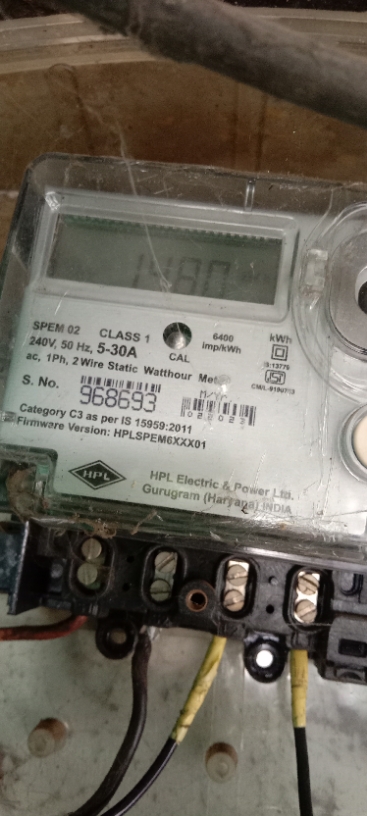 1480
SPEM 02 CLASS 1 6400 kWh
240V, 50 Hz, 5-30A CAL imp/kWh
ac, 1Ph, 2 Wire Static Watthour
S. No. 968693
Category C3 as per IS 15959:2011
Firmware Version: HPLSPEM6XXX01
HPL
HPL Electric & Power Ltd.
Gurugram (Haryana) INDIA